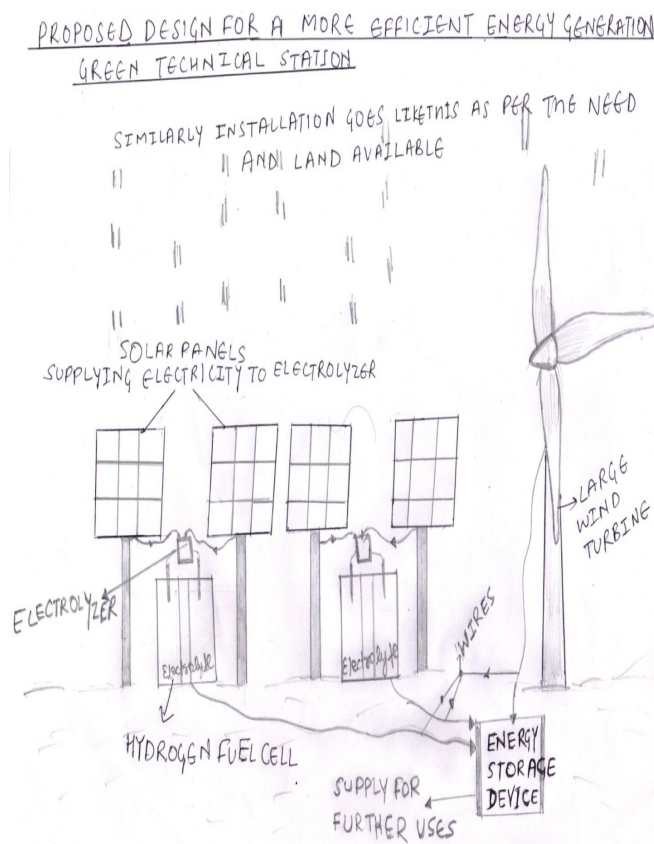 PROPOSED DESIGN FOR A MORE EFFICIENT ENERGY GENERATION
GREEN TECHNICAL STATION
SIMILARLY INSTALLATION GOES LIKE THIS AS PER THE NEED
AND LAND AVAILABLE
SOLAR PANELS
SUPPLYING ELECTRICITY TO ELECTROLYZER
LARGE
WIND
TURBINE
ELECTROLYZER
WIRES
Electrolyte
Electrolyte
HYDROGEN FUEL CELL
ENERGY
STORAGE
DEVICE
SUPPLY FOR
FURTHER USES